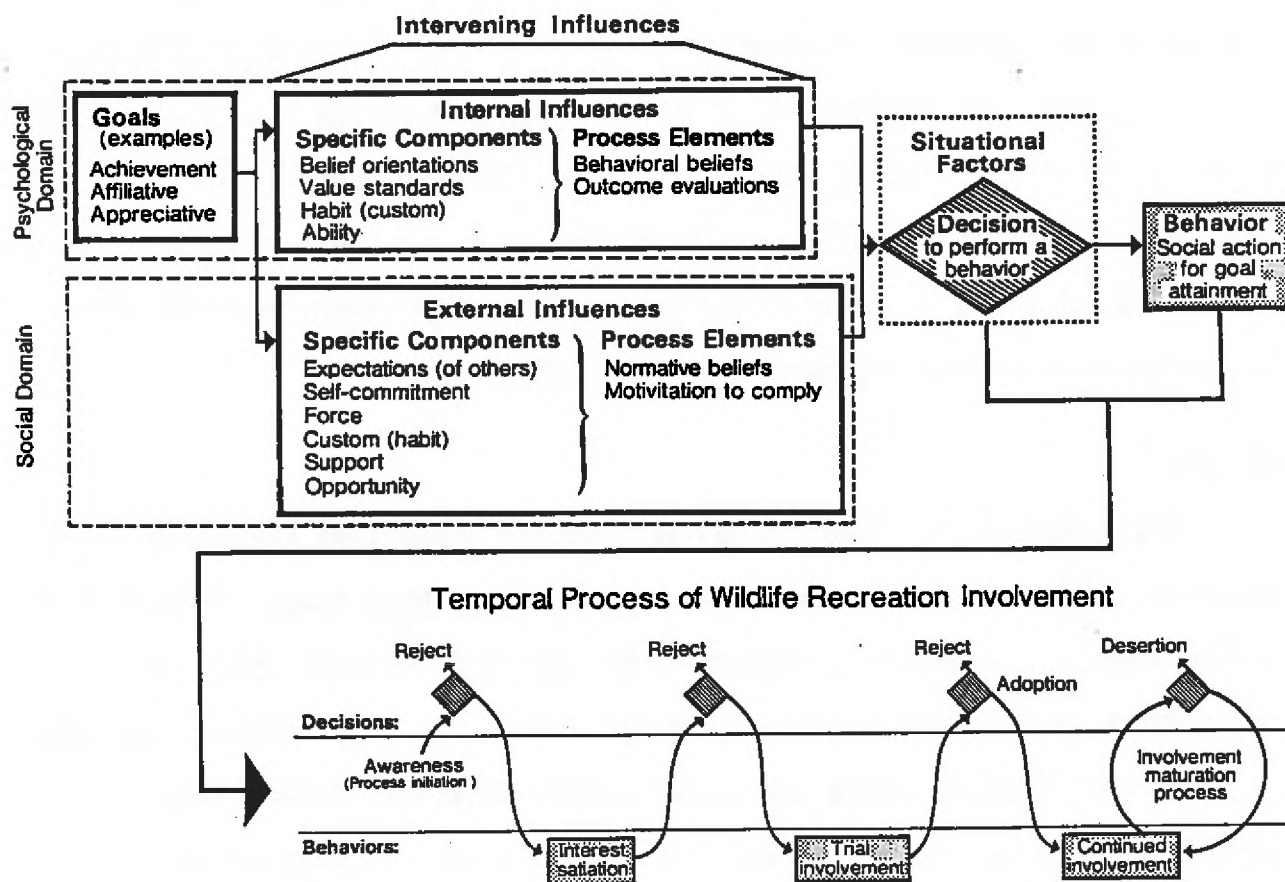 Intervening Influences
Psychological
Domain
Goals
(examples)
Achievement
Affiliative
Appreciative
Internal Influences
Specific Components
Belief orientations
Value standards
Habit (custom)
Ability
Process Elements
Behavioral beliefs
Outcome evaluations
Situational
Factors
Decision
to perform a
behavior
Behavior
Social action
for goal
attainment
Social Domain
External Influences
Specific Components
Expectations (of others)
Self-commitment
Force
Custom (habit)
Support
Opportunity
Process Elements
Normative beliefs
Motivitation to comply
Temporal Process of Wildlife Recreation Involvement
Reject
Reject
Reject
Desertion
Adoption
Decisions:
Awareness
(Process initiation)
Involvement
maturation
process
Behaviors:
Interest
satiation
Trial
involvement
Continued
involvement